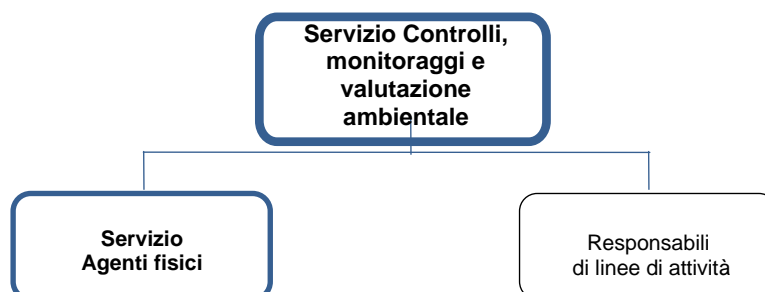 Servizio Controlli,
monitoraggi e
valutazione
ambientale
Servizio
Agenti fisici
Responsabili
di linee di attività